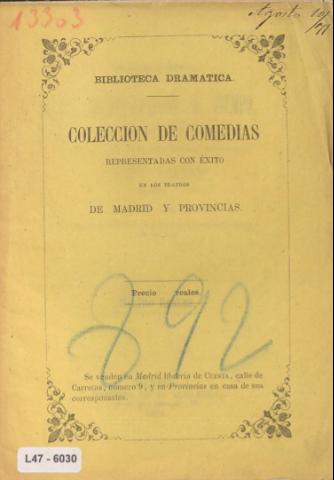 13303
Agosto
BIBLIOTECA DRAMATICA.
COLECCION DE COMEDIAS
REPRESENTADAS CON ÉXITO
EN LOS TEATROS
DE MADRID Y PROVINCIAS.
Precio reales
392
Se venden en Madrid librería de CUESTA, calle de
Carretas, número 9, y en Provincias en casa de sus
corresponsales.
L47 - 6030